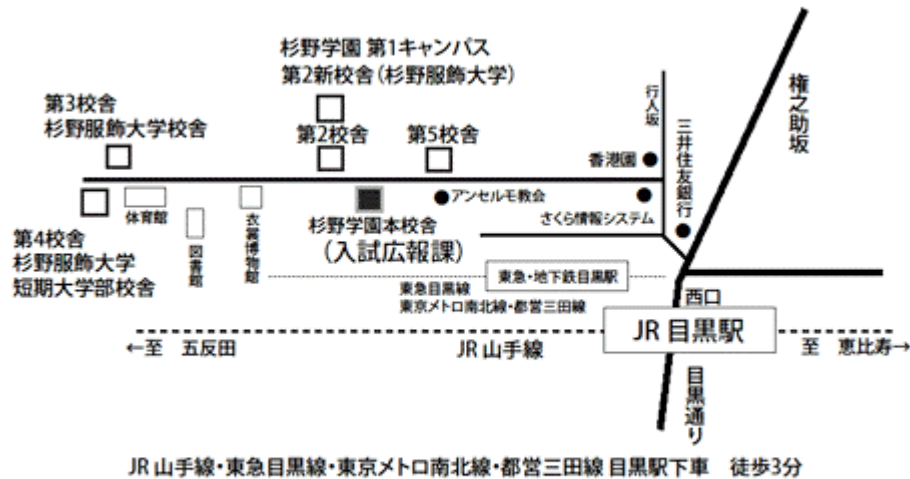 杉野学園 第1キャンパス
第2新校舎(杉野服飾大学)
第3校舎
杉野服飾大学校舎
第2校舎
第5校舎
行人坂
権之助坂
香港園
三井住友銀行
アンセルモ教会
さくら情報システム
体育館
図書館
衣裳博物館
杉野学園本校舎
(入試広報課)
第4校舎
杉野服飾大学
短期大学部校舎
東急・地下鉄目黒駅
東急目黒線
東京メトロ南北線・都営三田線
西口
JR 目黒駅
←至 五反田
JR 山手線
至 恵比寿→
目黒通り
JR 山手線・東急目黒線・東京メトロ南北線・都営三田線 目黒駅下車 徒歩3分